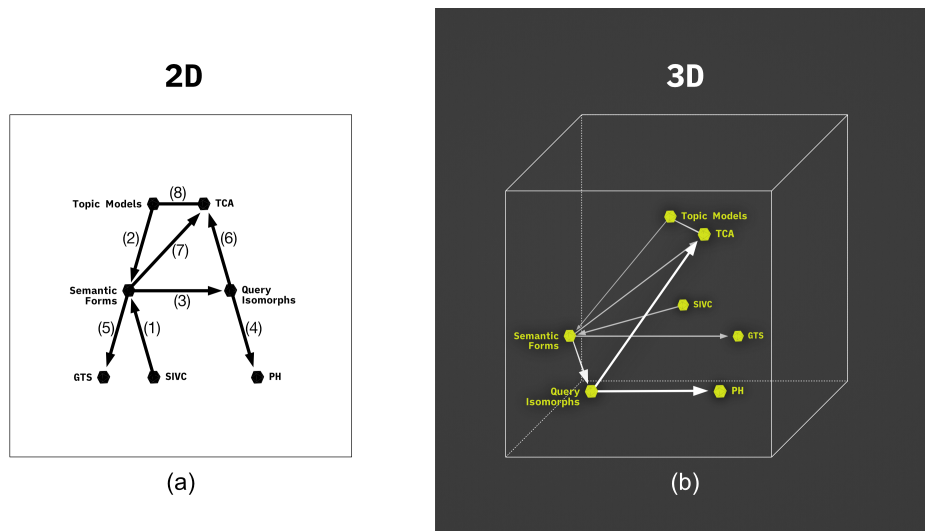 2D
(8)
Topic Models
TCA
(2)
(7)
(6)
Semantic
Forms
(3)
Query
Isomorphs
(5)
(1)
(4)
GTS
SIVC
PH
(a)
3D
Topic Models
TCA
SIVC
Semantic
Forms
GTS
Query
Isomorphs
PH
(b)